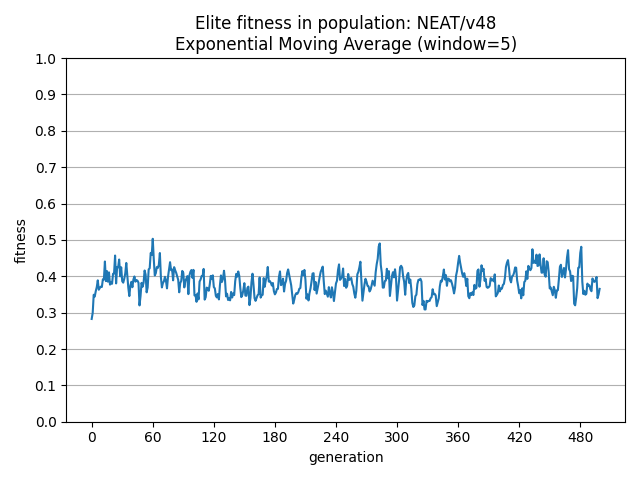 Elite fitness in population: NEAT/v48
Exponential Moving Average (window=5)
1.0
0.9
0.8
0.7
0.6
0.5
0.4
0.3
0.2
0.1
0.0
fitness
0 60 120 180 240 300 360 420 480
generation